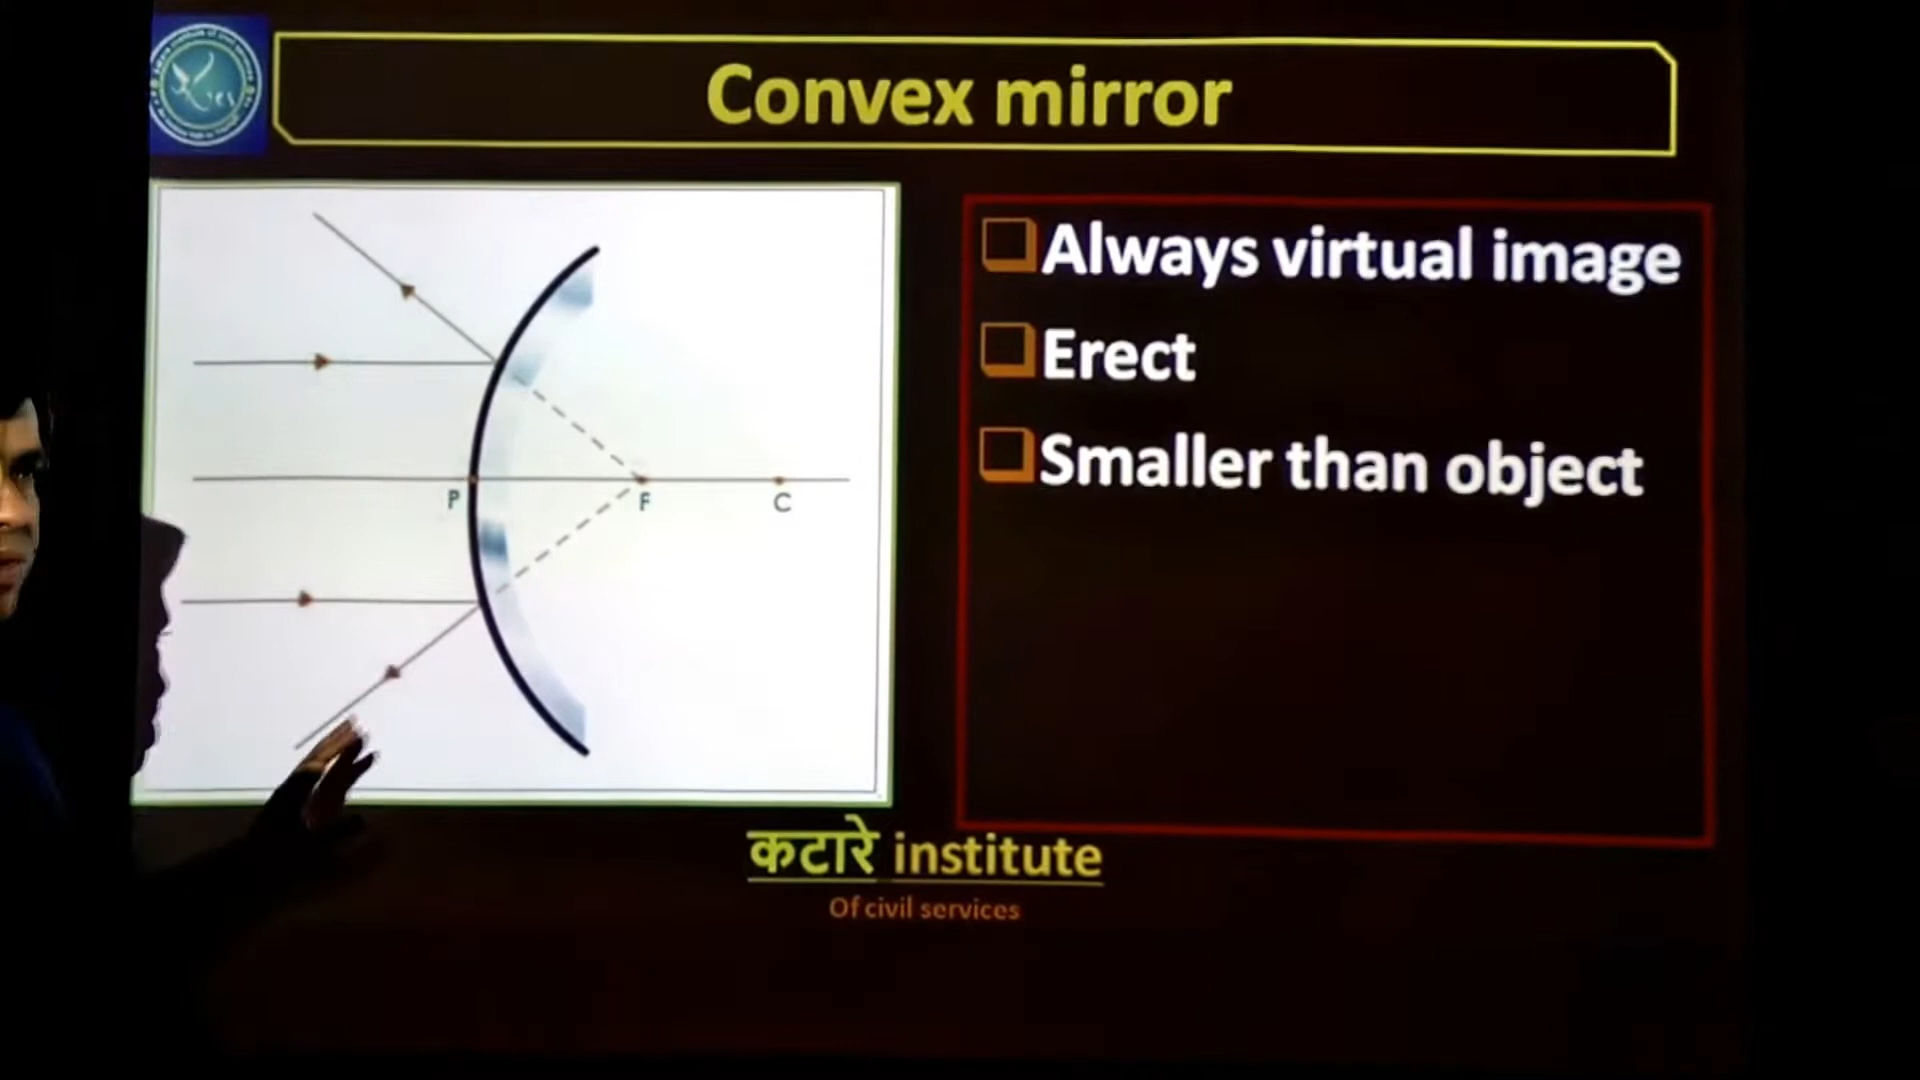 Convex mirror
Always virtual image
Erect
Smaller than object
P
F
C
कटारे institute
Of civil services